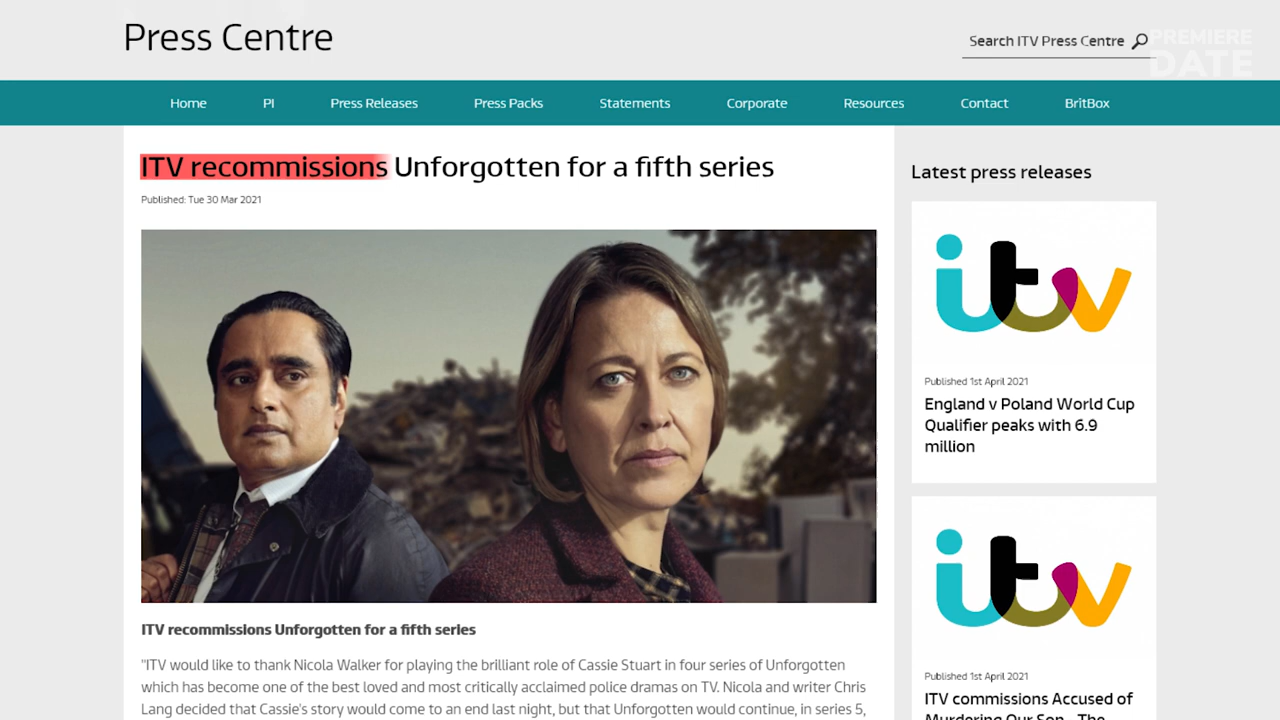 Press Centre
Search ITV Press Centre
PREMIERE
DATE
Home PI Press Releases Press Packs Statements Corporate Resources Contact BritBox
ITV recommissions Unforgotten for a fifth series
Published: Tue 30 Mar 2021
ITV recommissions Unforgotten for a fifth series
"ITV would like to thank Nicola Walker for playing the brilliant role of Cassie Stuart in four series of Unforgotten
which has become one of the best loved and most critically acclaimed police dramas on TV. Nicola and writer Chris
Lang decided that Cassie's story would come to an end last night, but that Unforgotten would continue, in series 5,
Latest press releases
itv
Published 1st April 2021
England v Poland World Cup
Qualifier peaks with 6.9
million
itv
Published 1st April 2021
ITV commissions Accused of
Murdering Our Son - The